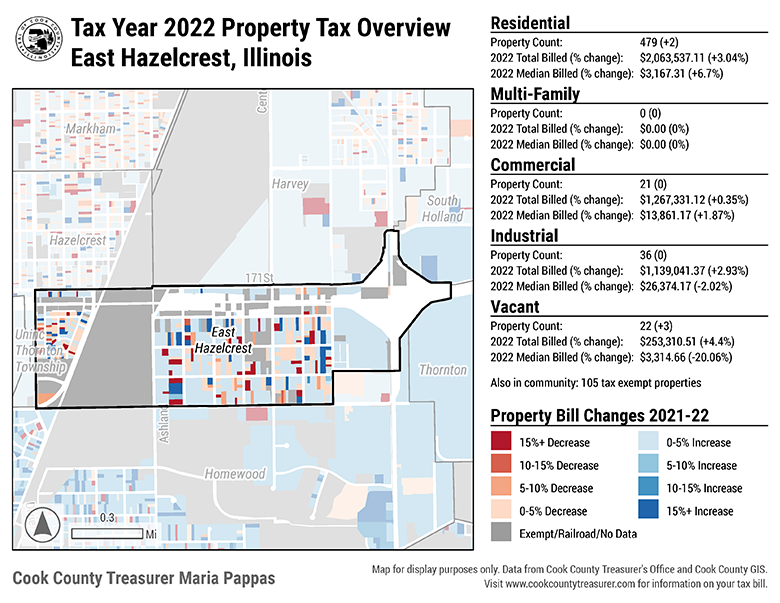 Tax Year 2022 Property Tax Overview
East Hazelcrest, Illinois
Residential
Property Count: 479 (+2)
2022 Total Billed (% change): $2,063,537.11 (+3.04%)
2022 Median Billed (% change): $3,167.31 (+6.7%)
Multi-Family
Property Count: 0 (0)
2022 Total Billed (% change): $0.00 (0%)
2022 Median Billed (% change): $0.00 (0%)
Commercial
Property Count: 21 (0)
2022 Total Billed (% change): $1,267,331.12 (+0.35%)
2022 Median Billed (% change): $13,861.17 (+1.87%)
Industrial
Property Count: 36 (0)
2022 Total Billed (% change): $1,139,041.37 (+2.93%)
2022 Median Billed (% change): $26,374.17 (-2.02%)
Vacant
Property Count: 22 (+3)
2022 Total Billed (% change): $253,310.51 (+4.4%)
2022 Median Billed (% change): $3,314.66 (-20.06%)
Also in community: 105 tax exempt properties
Property Bill Changes 2021-22
15%+ Decrease
10-15% Decrease
5-10% Decrease
0-5% Decrease
Exempt/Railroad/No Data
0-5% Increase
5-10% Increase
10-15% Increase
15%+ Increase
Cent
Markham
Harvey
South
Holland
Hazelcrest
171St
East
Hazelcrest
Uninc
Thornton
Township
Thornton
Ashland
Homewood
0.3
Mi
Cook County Treasurer Maria Pappas
Map for display purposes only. Data from Cook County Treasurer's Office and Cook County GIS.
Visit www.cookcountytreasurer.com for information on your tax bill.